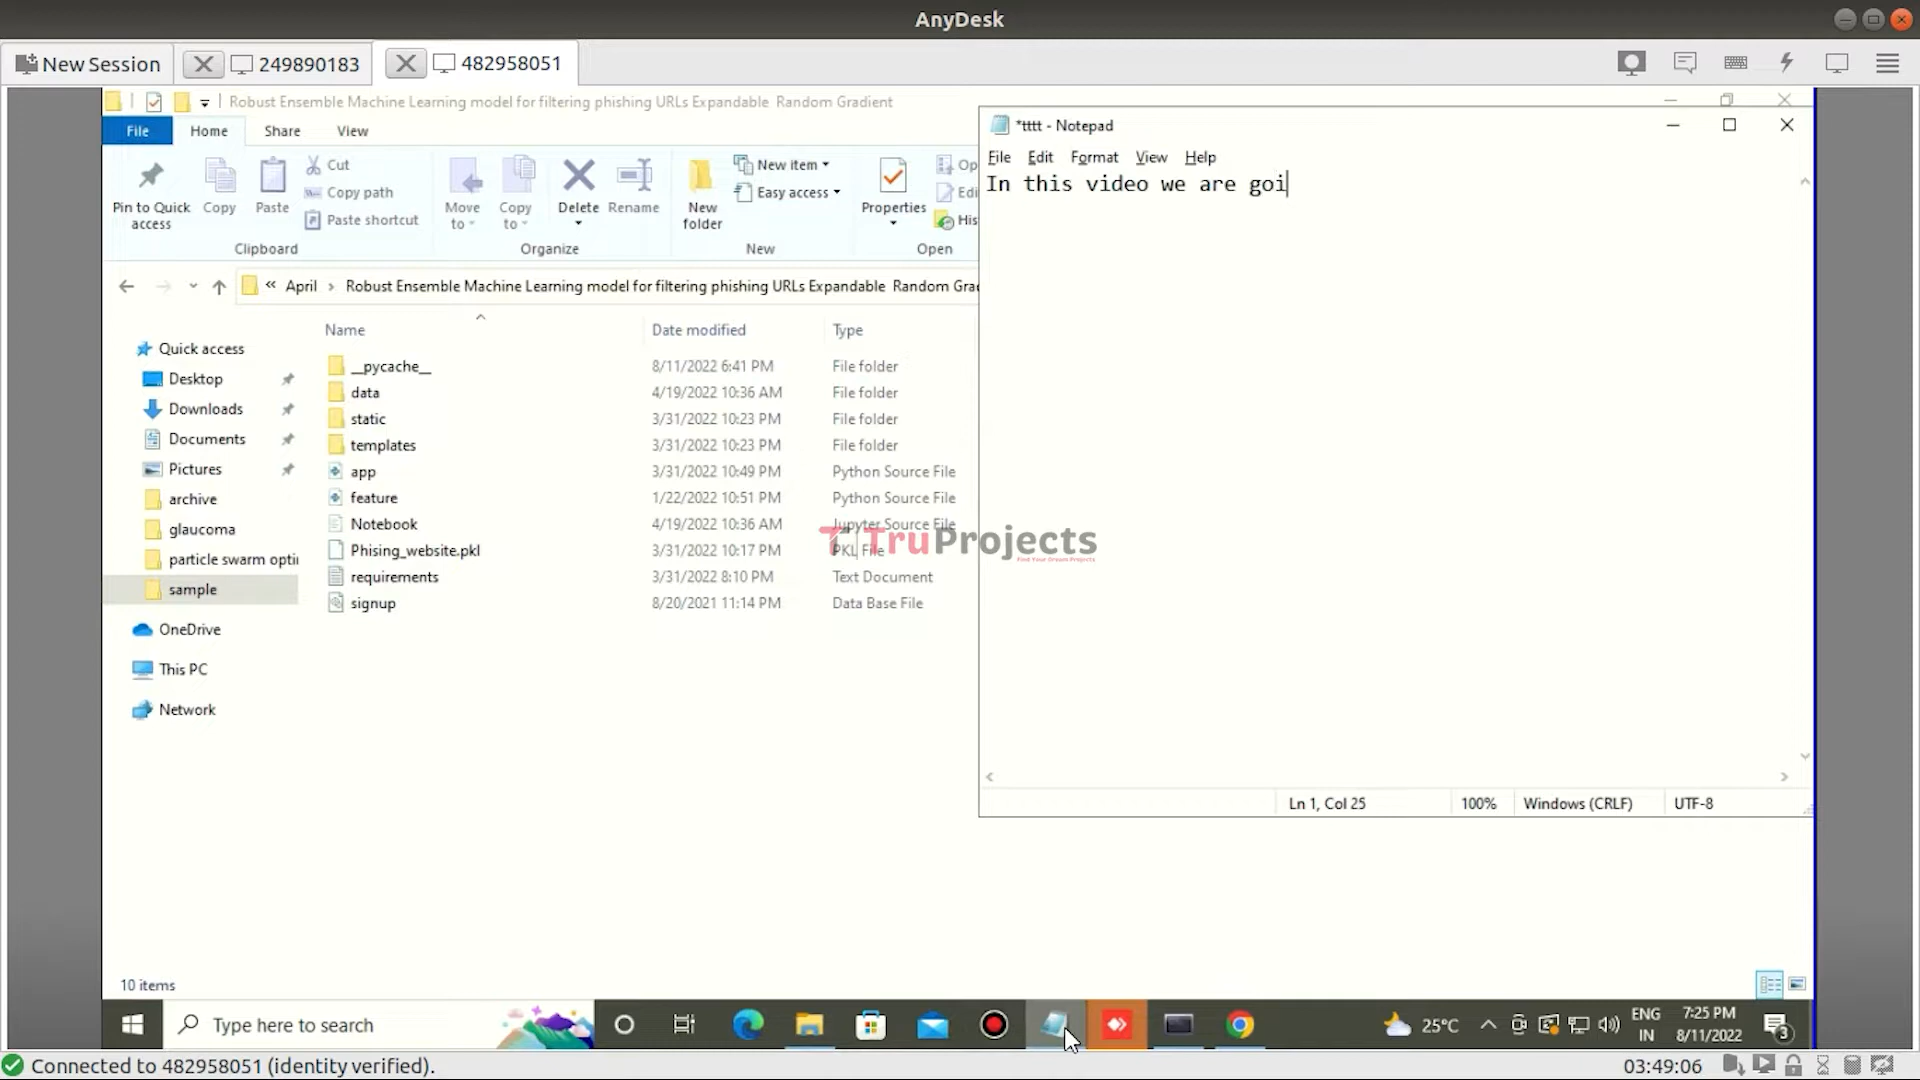 AnyDesk
New Session
249890183
482958051
Robust Ensemble Machine Learning model for filtering phishing URLs Expandable Random Gradient
File
Home
Share
View
Pin to Quick access
Copy
Paste
Cut
Copy path
Paste shortcut
Clipboard
Move to
Copy to
Delete
Rename
Organize
New folder
New item
Easy access
New
Properties
Op
Edi
His
Open
« April › Robust Ensemble Machine Learning model for filtering phishing URLs Expandable Random Gra
Name Date modified Type
Quick access
Desktop
Downloads
Documents
Pictures
archive
glaucoma
particle swarm opti
sample
OneDrive
This PC
Network
__pycache__ 8/11/2022 6:41 PM File folder
data 4/19/2022 10:36 AM File folder
static 3/31/2022 10:23 PM File folder
templates 3/31/2022 10:23 PM File folder
app 3/31/2022 10:49 PM Python Source File
feature 1/22/2022 10:51 PM Python Source File
Notebook 4/19/2022 10:36 AM Jupyter Source File
Phising_website.pkl 3/31/2022 10:17 PM PKL File
requirements 3/31/2022 8:10 PM Text Document
signup 8/20/2021 11:14 PM Data Base File
TruProjects
Find Your Dream Projects
*tttt - Notepad
File Edit Format View Help
In this video we are goi
Ln 1, Col 25 100% Windows (CRLF) UTF-8
10 items
Type here to search
25°C
ENG
IN
7:25 PM
8/11/2022
3
Connected to 482958051 (identity verified).
03:49:06